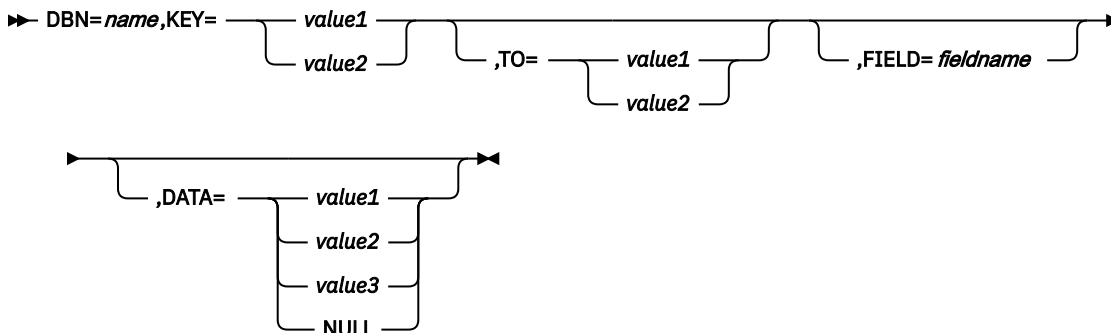 DBN= name,KEY= value1
value2
,TO= value1
value2
,FIELD= fieldname
,DATA= value1
value2
value3
NULL